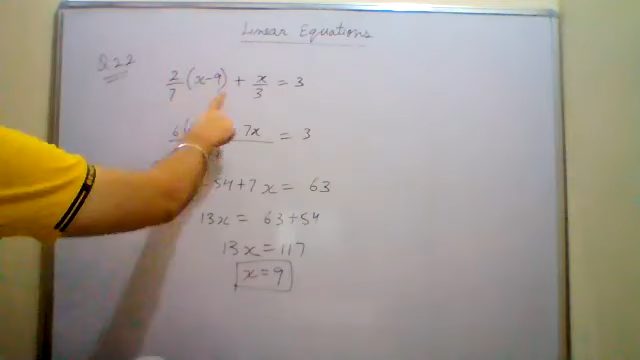 Linear Equations
Q.22
2/7 (x-9) + x/3 = 3
7x = 3
54+7x = 63
13x = 63+54
13x = 117
x = 9